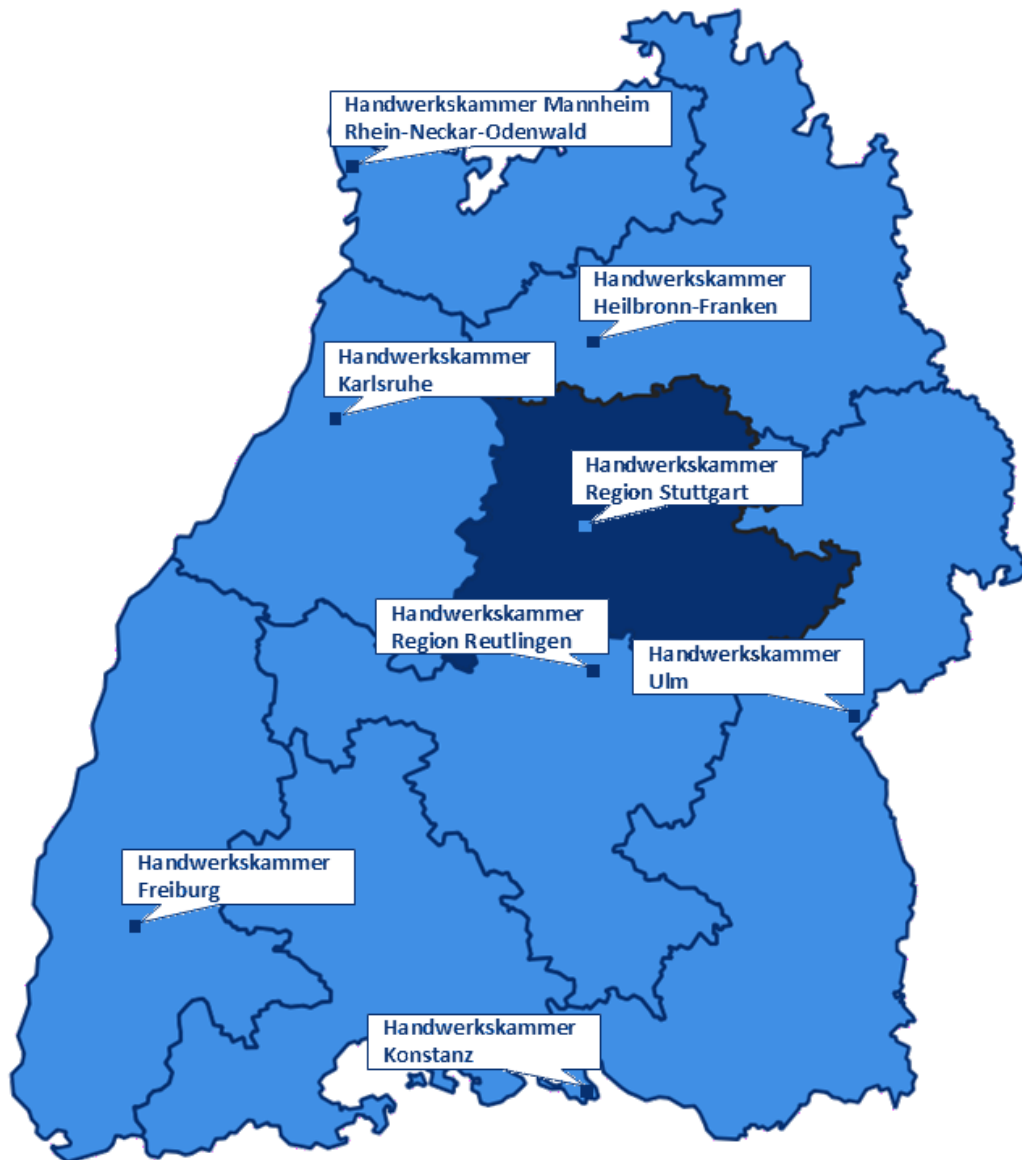 Handwerkskammer Mannheim
Rhein-Neckar-Odenwald
Handwerkskammer
Heilbronn-Franken
Handwerkskammer
Karlsruhe
Handwerkskammer
Region Stuttgart
Handwerkskammer
Region Reutlingen
Handwerkskammer
Ulm
Handwerkskammer
Freiburg
Handwerkskammer
Konstanz